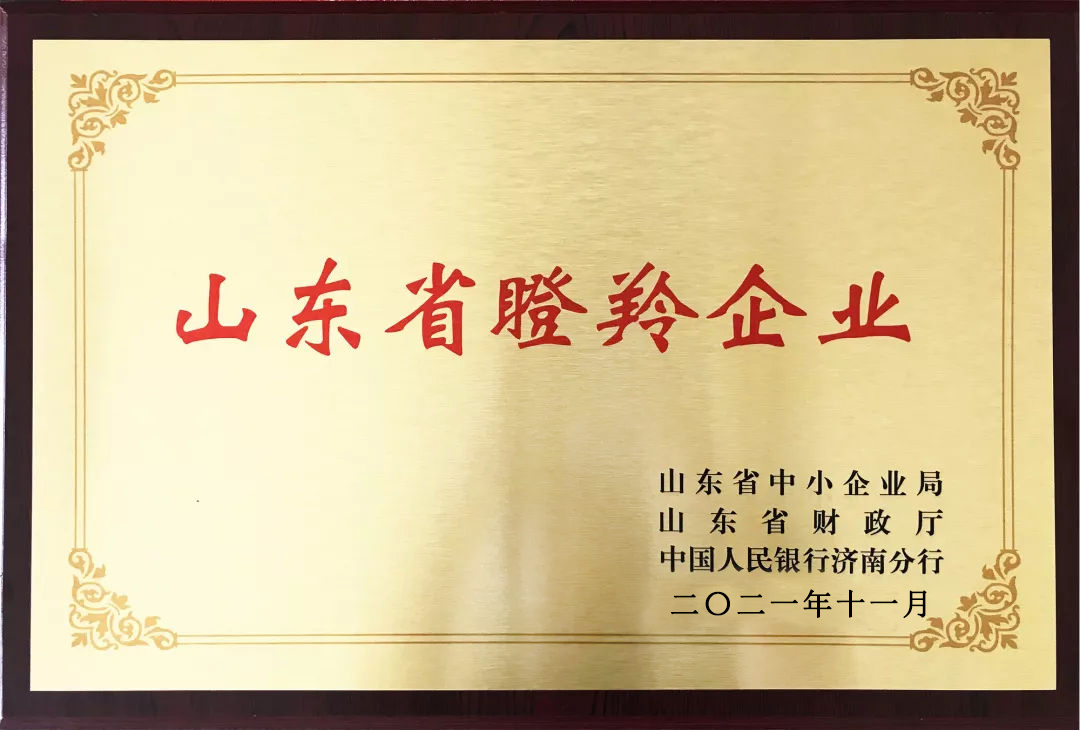 山东省瞪羚企业
山东省中小企业局
山东省财政厅
中国人民银行济南分行
二〇二一年十一月